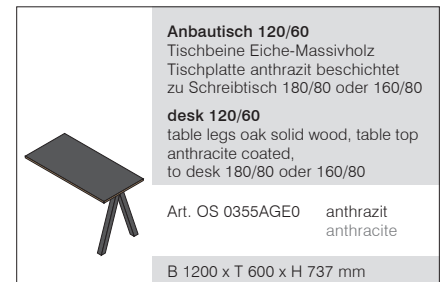 Anbautisch 120/60
Tischbeine Eiche-Massivholz
Tischplatte anthrazit beschichtet
zu Schreibtisch 180/80 oder 160/80
desk 120/60
table legs oak solid wood, table top
anthracite coated,
to desk 180/80 oder 160/80
Art. OS 0355AGE0 anthrazit
anthracite
B 1200 x T 600 x H 737 mm